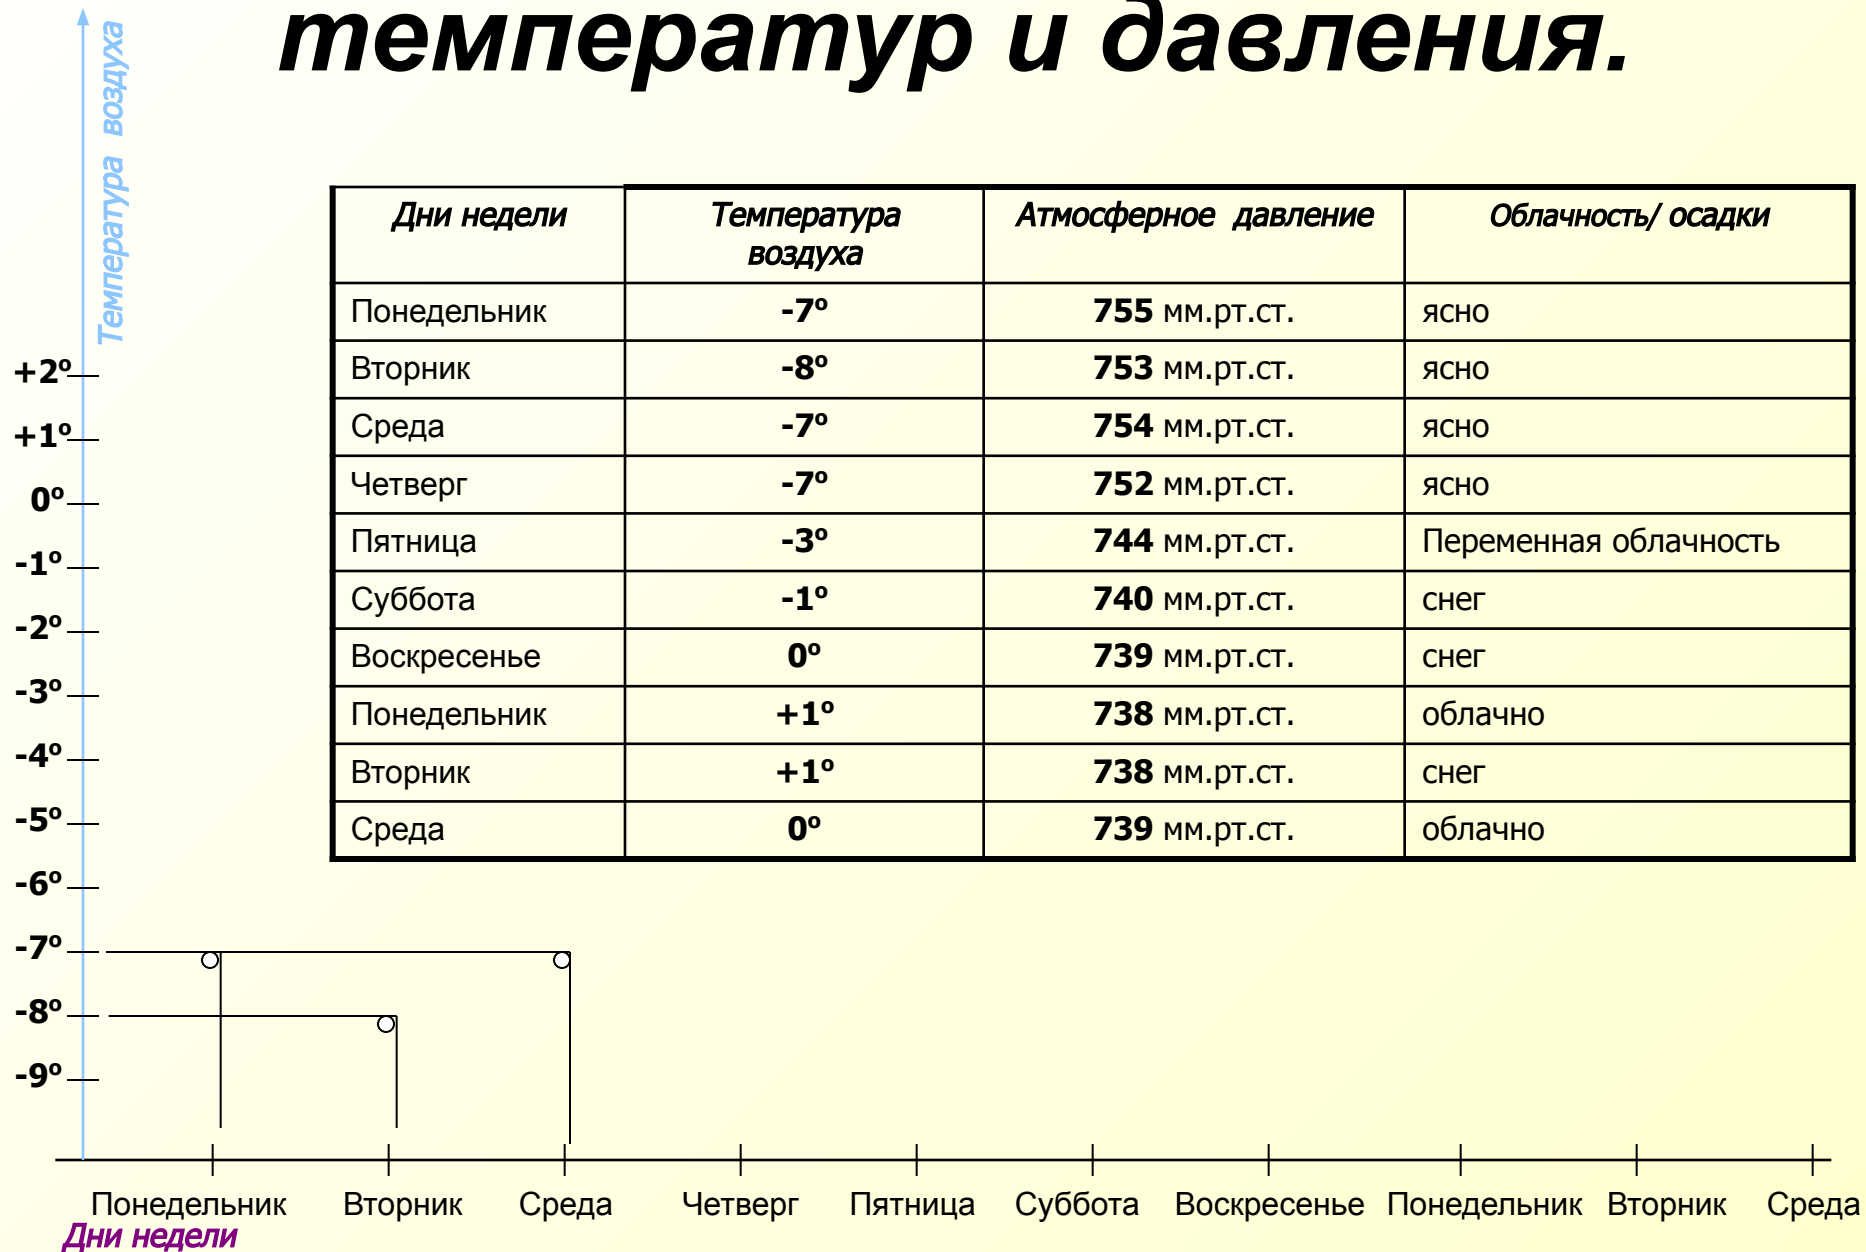 температур и давления.
Температура воздуха
Дни недели Температура воздуха Атмосферное давление Облачность/ осадки
Понедельник -7º 755 мм.рт.ст. ясно
Вторник -8º 753 мм.рт.ст. ясно
Среда -7º 754 мм.рт.ст. ясно
Четверг -7º 752 мм.рт.ст. ясно
Пятница -3º 744 мм.рт.ст. Переменная облачность
Суббота -1º 740 мм.рт.ст. снег
Воскресенье 0º 739 мм.рт.ст. снег
Понедельник +1º 738 мм.рт.ст. облачно
Вторник +1º 738 мм.рт.ст. снег
Среда 0º 739 мм.рт.ст. облачно
+2º
+1º
0º
-1º
-2º
-3º
-4º
-5º
-6º
-7º
-8º
-9º
Понедельник Вторник Среда Четверг Пятница Суббота Воскресенье Понедельник Вторник Среда
Дни недели